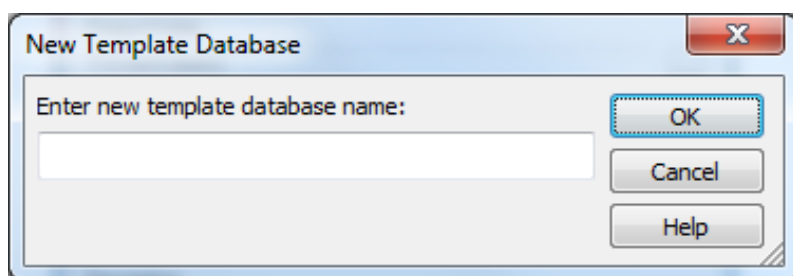 New Template Database
Enter new template database name:
OK
Cancel
Help